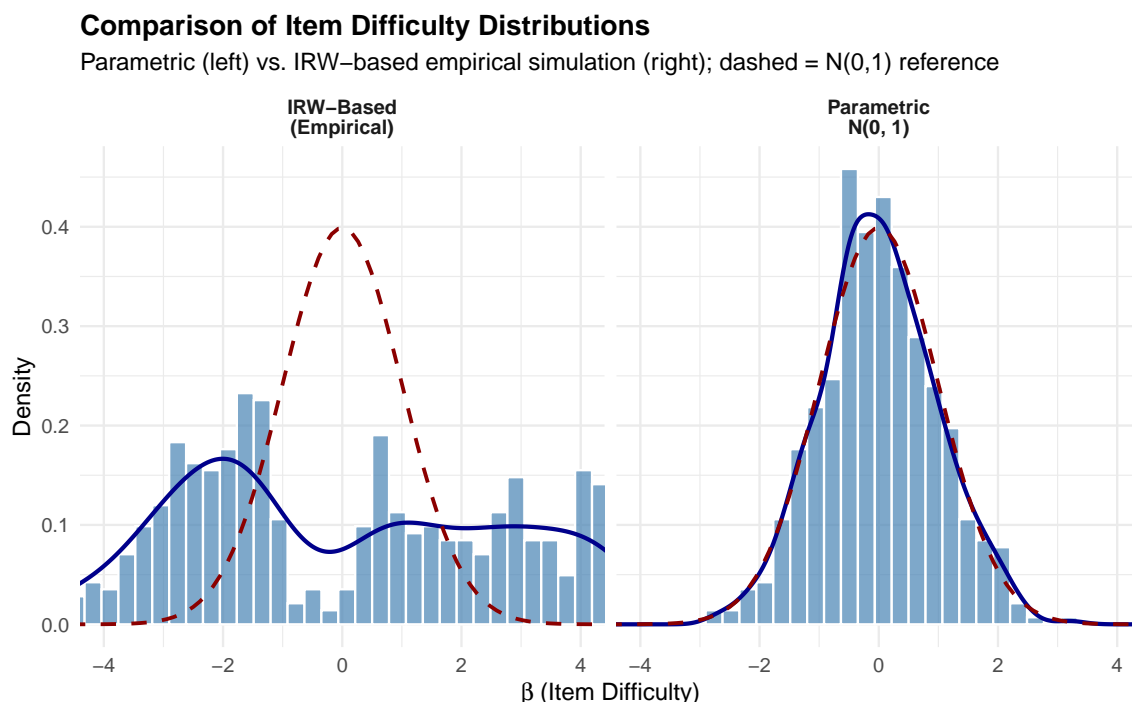 Comparison of Item Difficulty Distributions
Parametric (left) vs. IRW−based empirical simulation (right); dashed = N(0,1) reference
IRW−Based
(Empirical)
Parametric
N(0, 1)
Density
0.4
0.3
0.2
0.1
0.0
−4 −2 0 2 4
−4 −2 0 2 4
β (Item Difficulty)